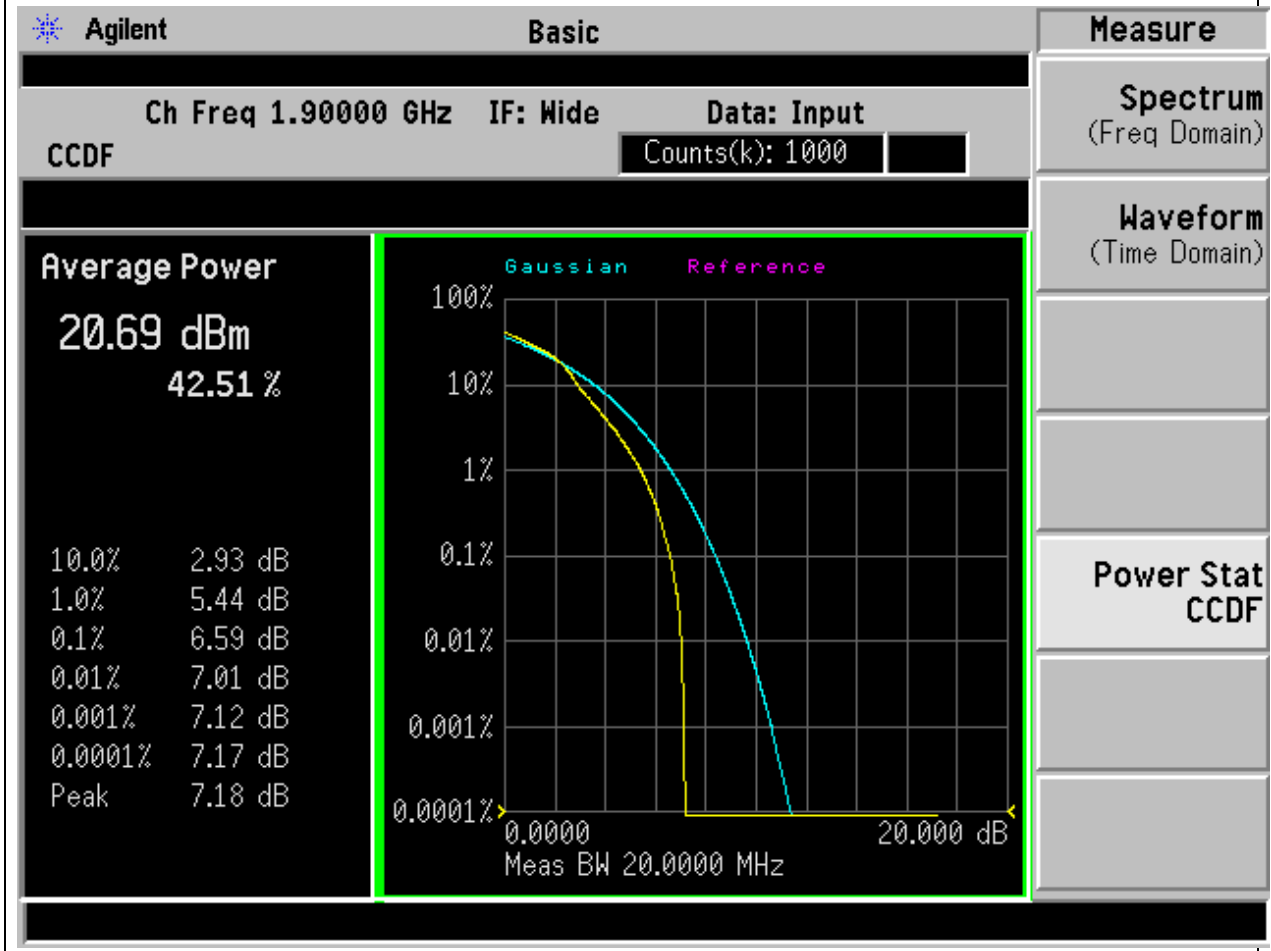 Agilent
Basic
Measure
Ch Freq 1.90000 GHz IF: Wide Data: Input
CCDF
Counts(k): 1000
Spectrum
(Freq Domain)
Waveform
(Time Domain)
Power Stat
CCDF
Average Power
20.69 dBm
42.51 %
10.0% 2.93 dB
1.0% 5.44 dB
0.1% 6.59 dB
0.01% 7.01 dB
0.001% 7.12 dB
0.0001% 7.17 dB
Peak 7.18 dB
Gaussian Reference
100%
10%
1%
0.1%
0.01%
0.001%
0.0001%
0.0000 20.000 dB
Meas BW 20.0000 MHz